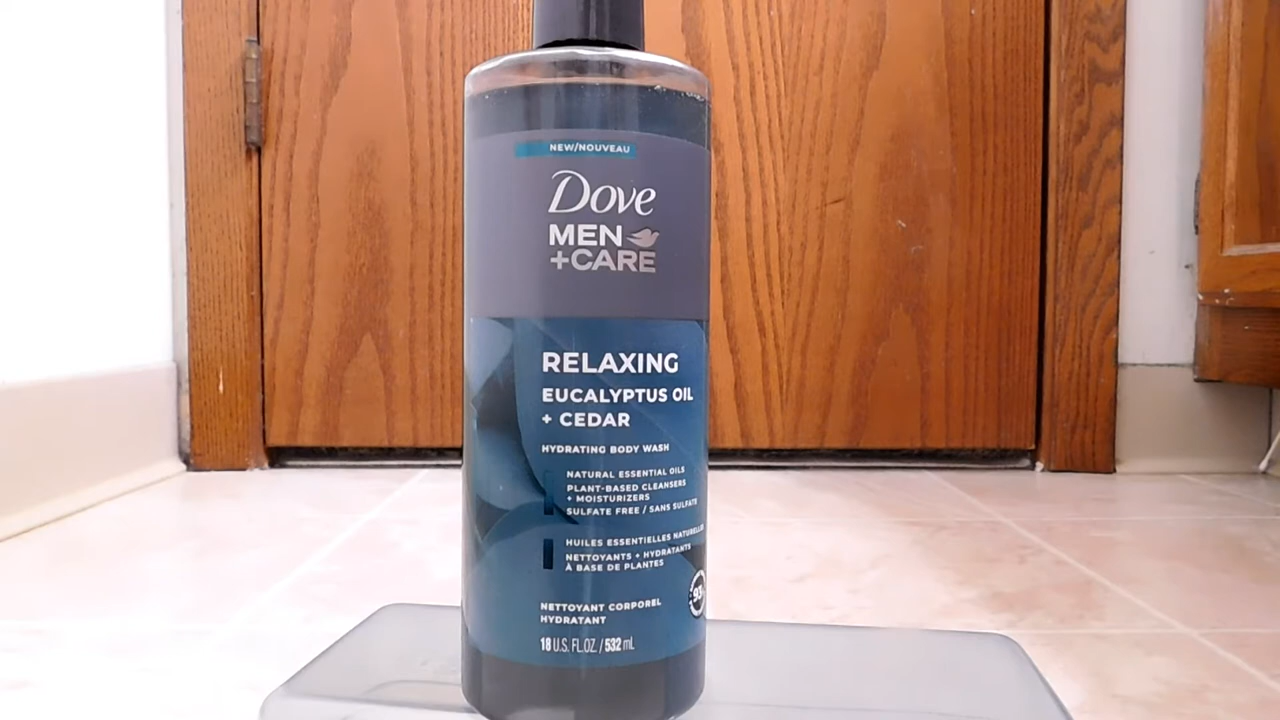 NEW/NOUVEAU
Dove
MEN
+CARE
RELAXING
EUCALYPTUS OIL
+ CEDAR
HYDRATING BODY WASH
NATURAL ESSENTIAL OILS
PLANT-BASED CLEANSERS
+ MOISTURIZERS
SULFATE FREE / SANS SULFATE
HUILES ESSENTIELLES NATURELLES
NETTOYANTS + HYDRATANTS
À BASE DE PLANTES
93
NETTOYANT CORPOREL
HYDRATANT
18 U.S. FL.OZ. / 532 mL